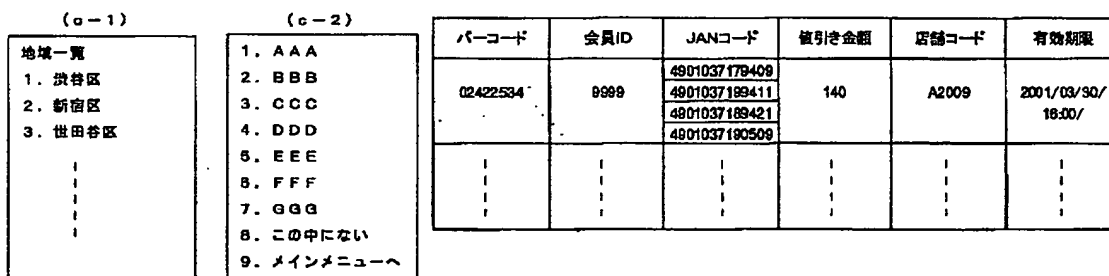 (a-1)
地域一覧
1. 渋谷区
2. 新宿区
3. 世田谷区
(c-2)
1. AAA
2. BBB
3. CCC
4. DDD
5. EEE
6. FFF
7. GGG
8. この中にない
9. メインメニューへ
バーコード 会員ID JANコード 値引き金額 店舗コード 有効期限
4901037179409
02422534 9999 4901037199411 140 A2009 2001/03/30/
4901037189421 16:00/
4901037190509